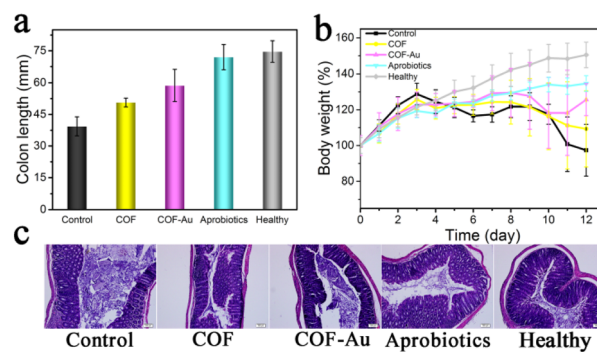 a
Colon length (mm)
90
75
60
45
30
15
0
Control COF COF-Au Aprobiotics Healthy
b
Control
COF
COF-Au
Aprobiotics
Healthy
Body weight (%)
160
140
120
100
80
0 2 4 6 8 10 12
Time (day)
c
Control COF COF-Au Aprobiotics Healthy